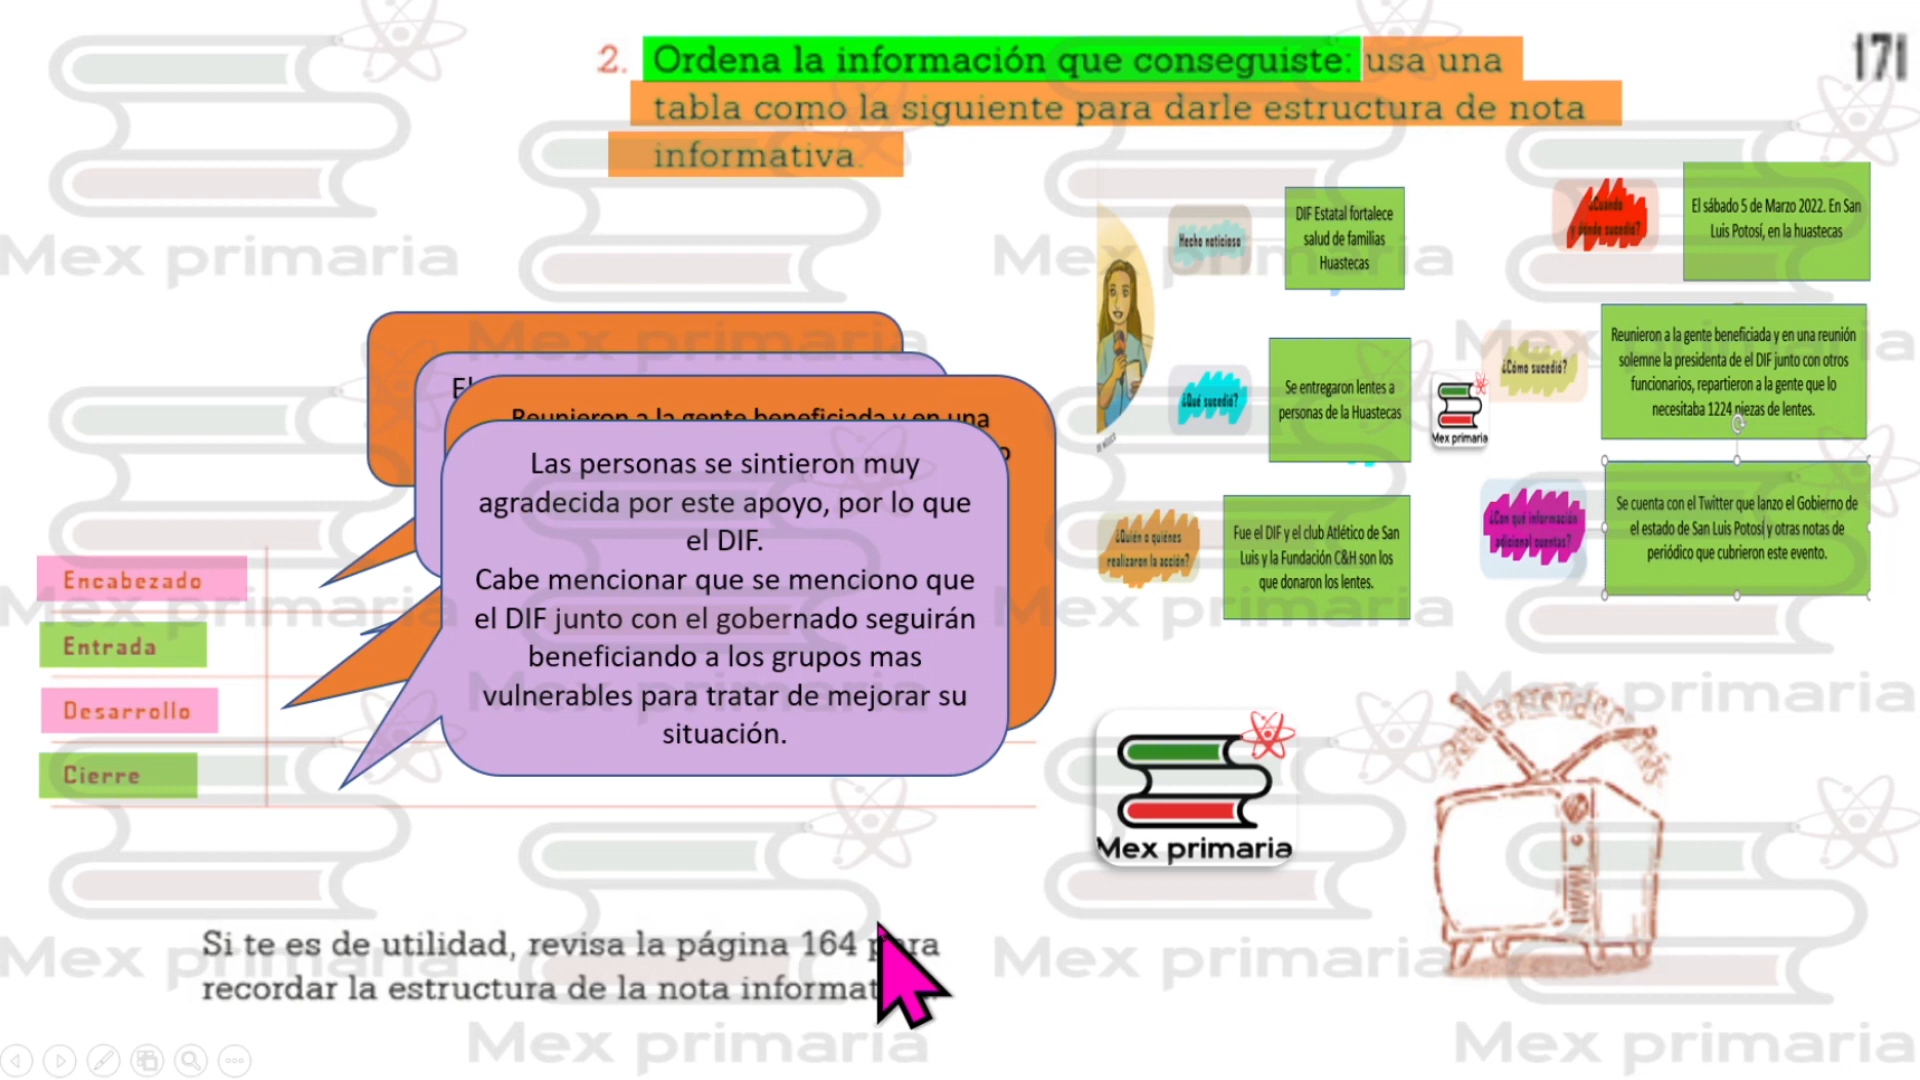 171
2. Ordena la información que conseguiste: usa una
tabla como la siguiente para darle estructura de nota
informativa.
Hecho noticioso
DIF Estatal fortalece
salud de familias
Huastecas
¿Cuándo
y dónde sucedió?
El sábado 5 de Marzo 2022. En San
Luis Potosí, en la huastecas
¿Qué sucedió?
Se entregaron lentes a
personas de la Huastecas
Mex primaria
¿Cómo sucedió?
Reunieron a la gente beneficiada y en una reunión
solemne la presidenta de el DIF junto con otros
funcionarios, repartieron a la gente que lo
necesitaba 1224 piezas de lentes.
¿Quién o quiénes
realizaron la acción?
Fue el DIF y el club Atlético de San
Luis y la Fundación C&H son los
que donaron los lentes.
¿Con qué información
adicional cuentas?
Se cuenta con el Twitter que lanzo el Gobierno de
el estado de San Luis Potosí y otras notas de
periódico que cubrieron este evento.
El
Reunieron a la gente beneficiada y en una
Las personas se sintieron muy
agradecida por este apoyo, por lo que
el DIF.
Cabe mencionar que se menciono que
el DIF junto con el gobernado seguirán
beneficiando a los grupos mas
vulnerables para tratar de mejorar su
situación.
Encabezado
Entrada
Desarrollo
Cierre
Mex primaria
Si te es de utilidad, revisa la página 164 para
recordar la estructura de la nota informat